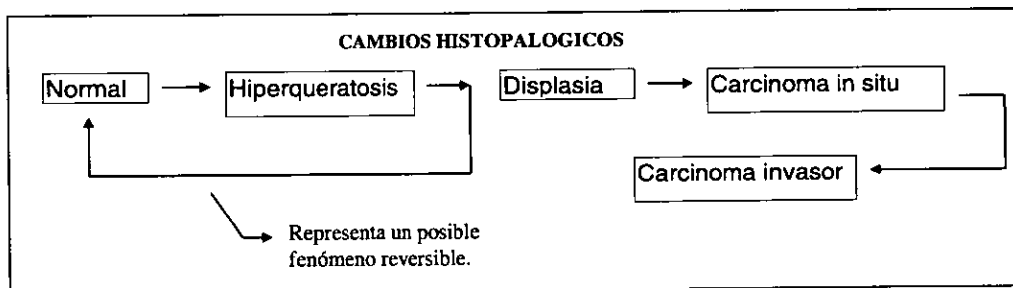 CAMBIOS HISTOPALOGICOS
Normal
Hiperqueratosis
Displasia
Carcinoma in situ
Carcinoma invasor
Representa un posible
fenómeno reversible.